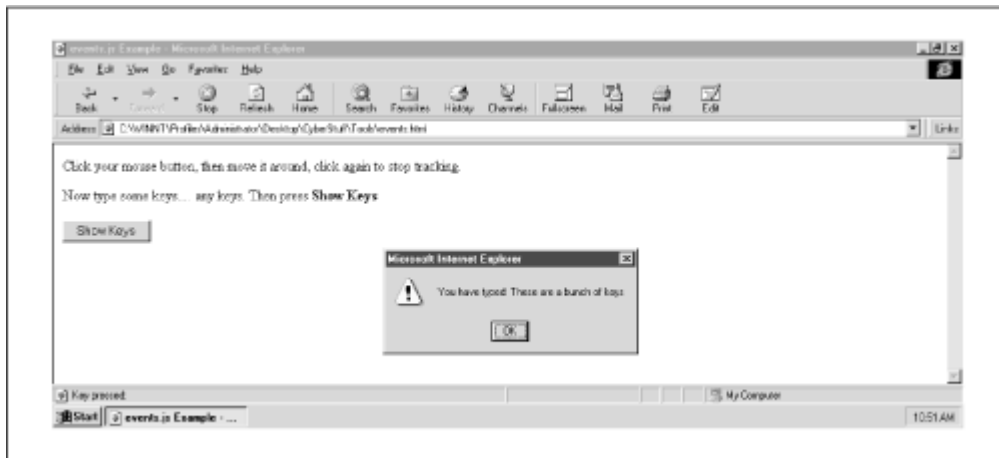 events.js Example - Microsoft Internet Explorer
File Edit View Go Favorites Help
Back Forward Stop Refresh Home Search Favorites History Channels Fullscreen Mail Print Edit
Address C:\WINNT\Profiles\Administrator\Desktop\CyberStuff\Tools\events.html Links
Click your mouse button, then move it around, click again to stop tracking.
Now type some keys... any keys. Then press Show Keys
Show Keys
Microsoft Internet Explorer
You have typed: These are a bunch of keys
OK
Key pressed: My Computer
Start events.js Example - ... 10:51 AM